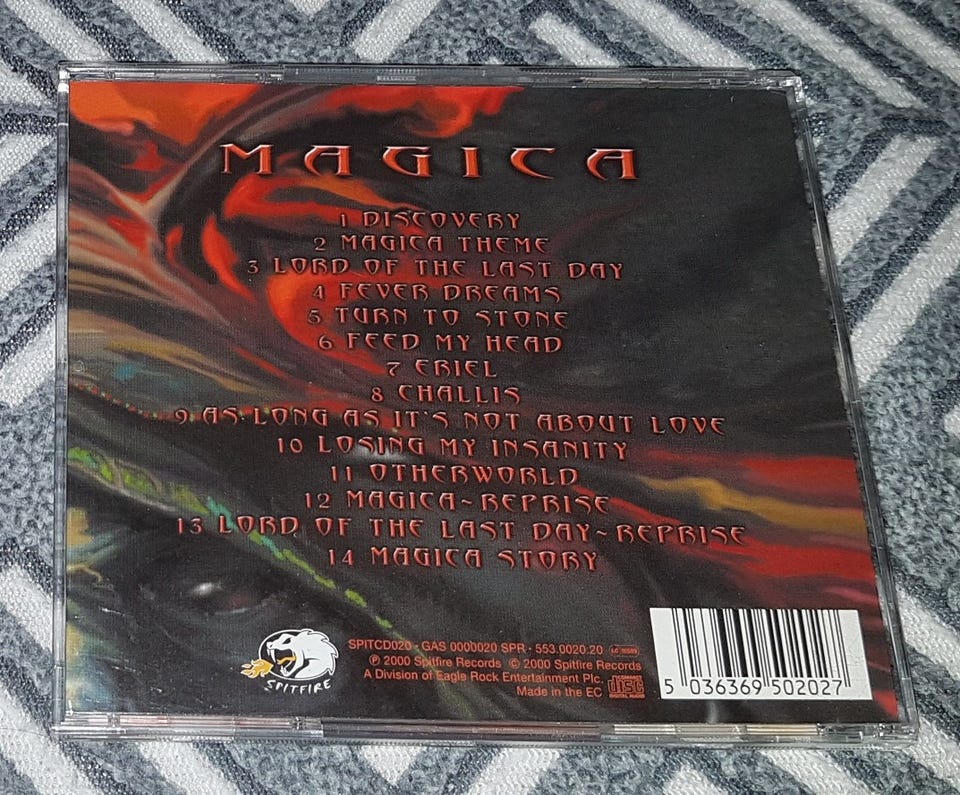 MAGICA
1 DISCOVERY
2 MAGICA THEME
3 LORD OF THE LAST DAY
4 FEVER DREAMS
5 TURN TO STONE
6 FEED MY HEAD
7 ERIEL
8 CHALLIS
9 AS LONG AS IT'S NOT ABOUT LOVE
10 LOSING MY INSANITY
11 OTHERWORLD
12 MAGICA~REPRISE
13 LORD OF THE LAST DAY~REPRISE
14 MAGICA STORY
SPITFIRE
SPITCD020 · GAS 0000020 SPR · 553.0020.20
℗ 2000 Spitfire Records © 2000 Spitfire Records
A Division of Eagle Rock Entertainment Plc.
Made in the EC
COMPACT
disc
DIGITAL AUDIO
5 036369 502027